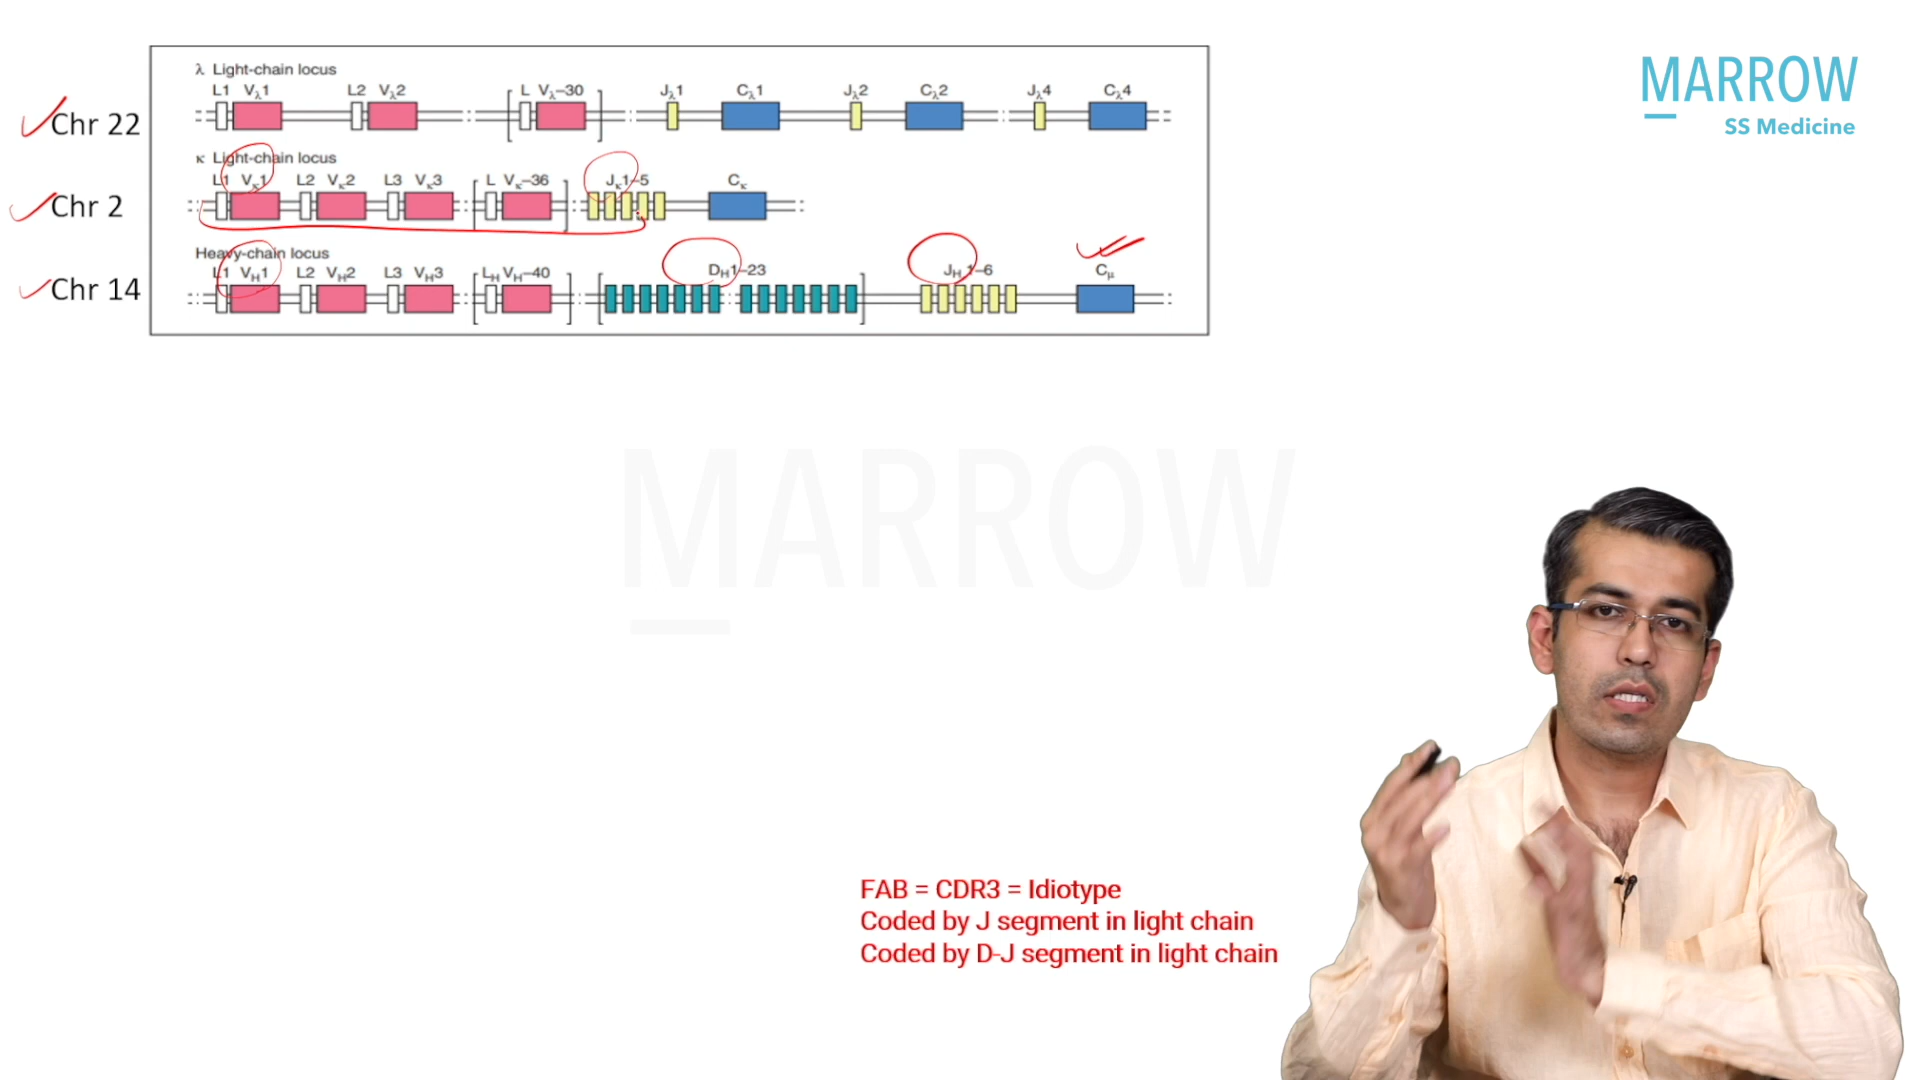 MARROW
SS Medicine
λ Light-chain locus
L1 Vλ1 L2 Vλ2 L Vλ–30 Jλ1 Cλ1 Jλ2 Cλ2 Jλ4 Cλ4
Chr 22
κ Light-chain locus
L1 Vκ1 L2 Vκ2 L3 Vκ3 L Vκ–36 Jκ1–5 Cκ
Chr 2
Heavy-chain locus
L1 VH1 L2 VH2 L3 VH3 LH VH–40 DH1–23 JH 1–6 Cμ
Chr 14
MARROW
FAB = CDR3 = Idiotype
Coded by J segment in light chain
Coded by D-J segment in light chain